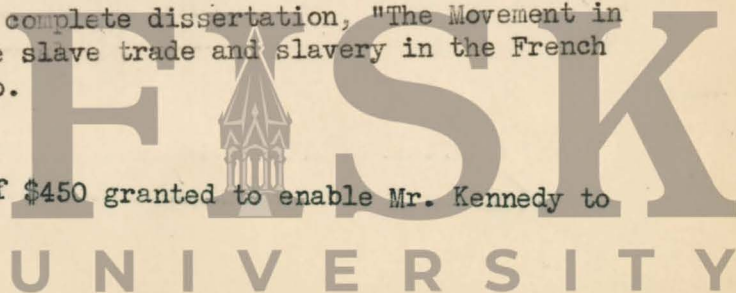 complete dissertation, "The Movement in
slave trade and slavery in the French
$450 granted to enable Mr. Kennedy to
FISK
UNIVERSITY